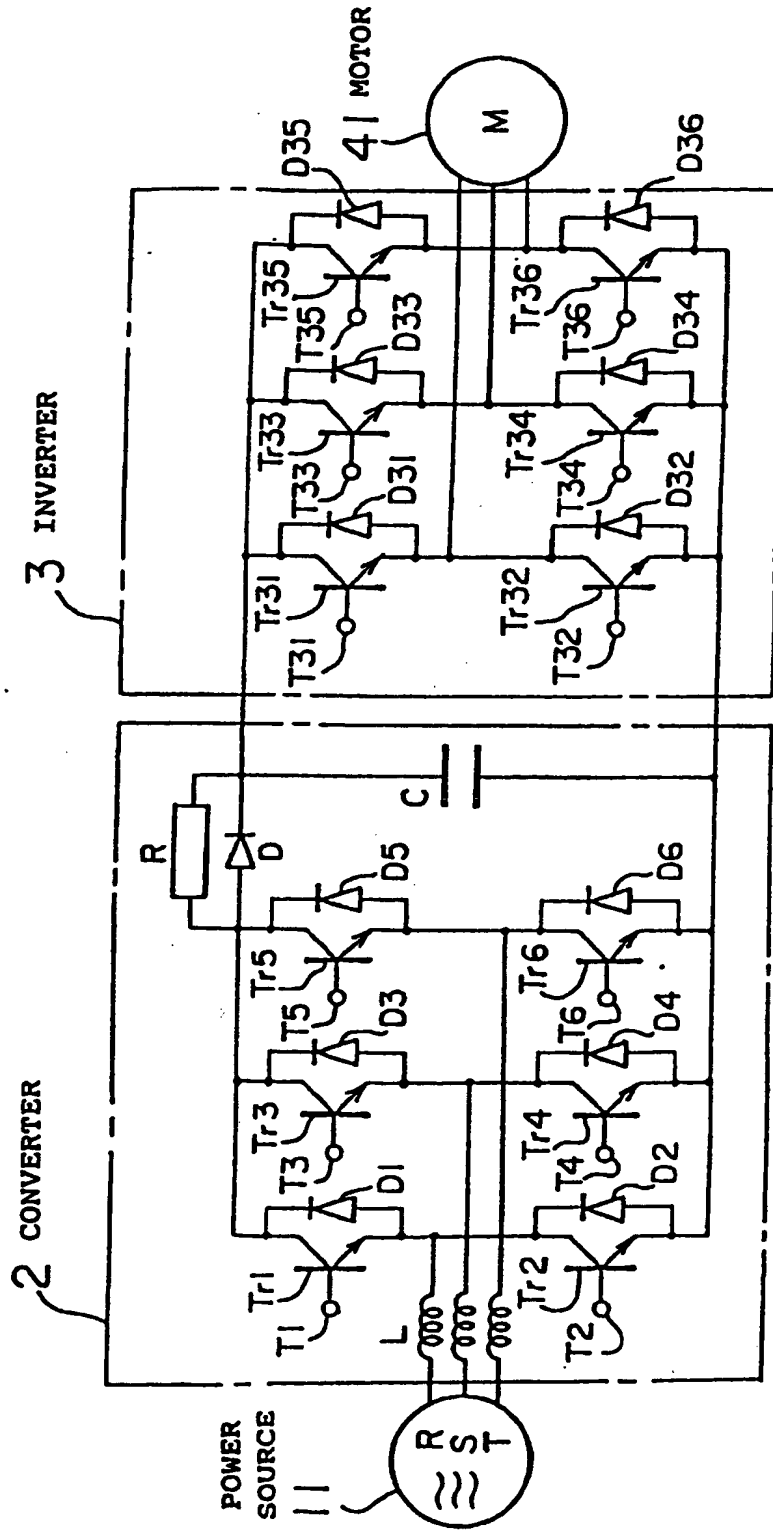 2 CONVERTER
3 INVERTER
POWER
SOURCE
11
R
S
T
L
T1
Tr1
D1
T3
Tr3
D3
T5
Tr5
D5
R
D
C
T2
Tr2
D2
T4
Tr4
D4
T6
Tr6
D6
T31
Tr31
D31
T33
Tr33
D33
T35
Tr35
D35
T32
Tr32
D32
T34
Tr34
D34
T36
Tr36
D36
41 MOTOR
M